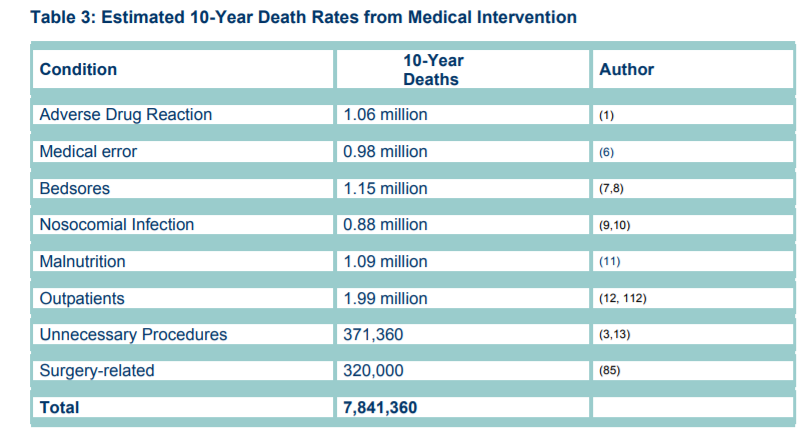 Table 3: Estimated 10-Year Death Rates from Medical Intervention
Condition 10-Year Deaths Author
Adverse Drug Reaction 1.06 million (1)
Medical error 0.98 million (6)
Bedsores 1.15 million (7,8)
Nosocomial Infection 0.88 million (9,10)
Malnutrition 1.09 million (11)
Outpatients 1.99 million (12, 112)
Unnecessary Procedures 371,360 (3,13)
Surgery-related 320,000 (85)
Total 7,841,360